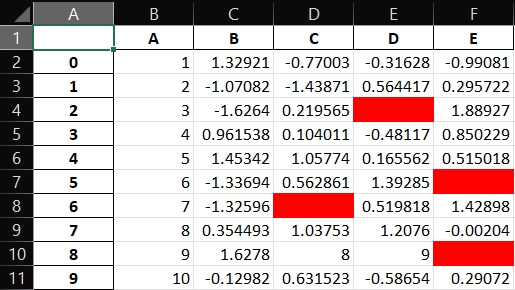 A B C D E F
1 A B C D E
2 0 1 1.32921 -0.77003 -0.31628 -0.99081
3 1 2 -1.07082 -1.43871 0.564417 0.295722
4 2 3 -1.6264 0.219565 1.88927
5 3 4 0.961538 0.104011 -0.48117 0.850229
6 4 5 1.45342 1.05774 0.165562 0.515018
7 5 6 -1.33694 0.562861 1.39285
8 6 7 -1.32596 0.519818 1.42898
9 7 8 0.354493 1.03753 1.2076 -0.00204
10 8 9 1.6278 8 9
11 9 10 -0.12982 0.631523 -0.58654 0.29072